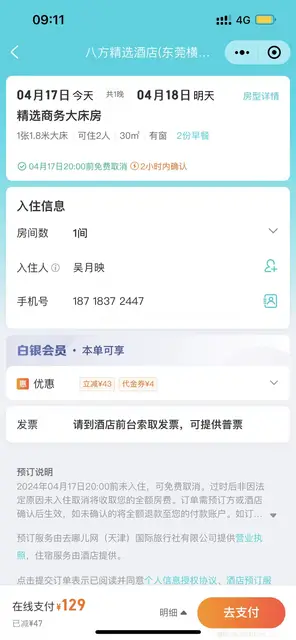 09:11
4G
八方精选酒店(东莞横...
04月17日 今天 共1晚 04月18日 明天 房型详情
精选商务大床房
1张1.8米大床 可住2人 30㎡ 有窗 2份早餐
04月17日20:00前免费取消 2小时内确认
入住信息
房间数 1间
入住人 吴月映
手机号 187 1837 2447
白银会员 · 本单可享
惠 优惠 立减¥43 代金券¥4
发票 请到酒店前台索取发票，可提供普票
预订说明
2024年04月17日20:00前未入住，可免费取消。过时后非因法
定原因未入住取消将收取您的全额房费。订单需预订方或酒店
确认后生效，如未确认的将全额退款至您的付款账户。如订...
预订服务由去哪儿网（天津）国际旅行社有限公司提供营业执
照，住宿服务由酒店提供。
点击提交订单表示已阅读并同意个人信息授权协议、酒店预订服
在线支付 ¥129
已减¥47
明细
去支付